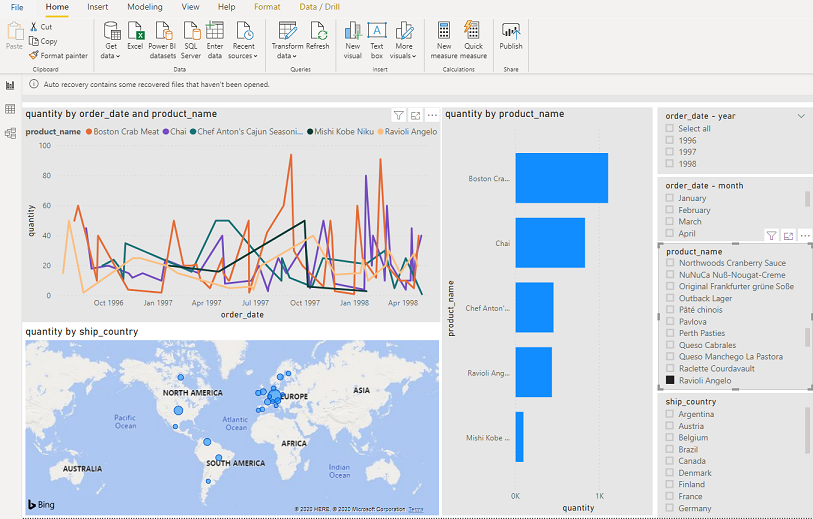 File Home Insert Modeling View Help Format Data / Drill
Paste
Cut
Copy
Format painter
Clipboard
Get data
Excel
Power BI datasets
SQL Server
Enter data
Recent sources
Data
Transform data
Refresh
Queries
New visual
Text box
More visuals
Insert
New measure
Quick measure
Calculations
Publish
Share
Auto recovery contains some recovered files that haven't been opened.
quantity by order_date and product_name
product_name Boston Crab Meat Chai Chef Anton's Cajun Seasoni... Mishi Kobe Niku Ravioli Angelo
100
80
60
40
20
0
quantity
Oct 1996 Jan 1997 Apr 1997 Jul 1997 Oct 1997 Jan 1998 Apr 1998
order_date
quantity by ship_country
NORTH AMERICA
EUROPE
ASIA
Pacific Ocean
Atlantic Ocean
AFRICA
SOUTH AMERICA
AUSTRALIA
Indian Ocean
Bing
© 2020 HERE, © 2020 Microsoft Corporation Terms
quantity by product_name
product_name
Boston Cra...
Chai
Chef Anton'...
Ravioli Ang...
Mishi Kobe ...
0K 1K
quantity
order_date - year
Select all
1996
1997
1998
order_date - month
January
February
March
April
product_name
Northwoods Cranberry Sauce
NuNuCa Nuß-Nougat-Creme
Original Frankfurter grüne Soße
Outback Lager
Pâté chinois
Pavlova
Perth Pasties
Queso Cabrales
Queso Manchego La Pastora
Raclette Courdavault
Ravioli Angelo
ship_country
Argentina
Austria
Belgium
Brazil
Canada
Denmark
Finland
France
Germany